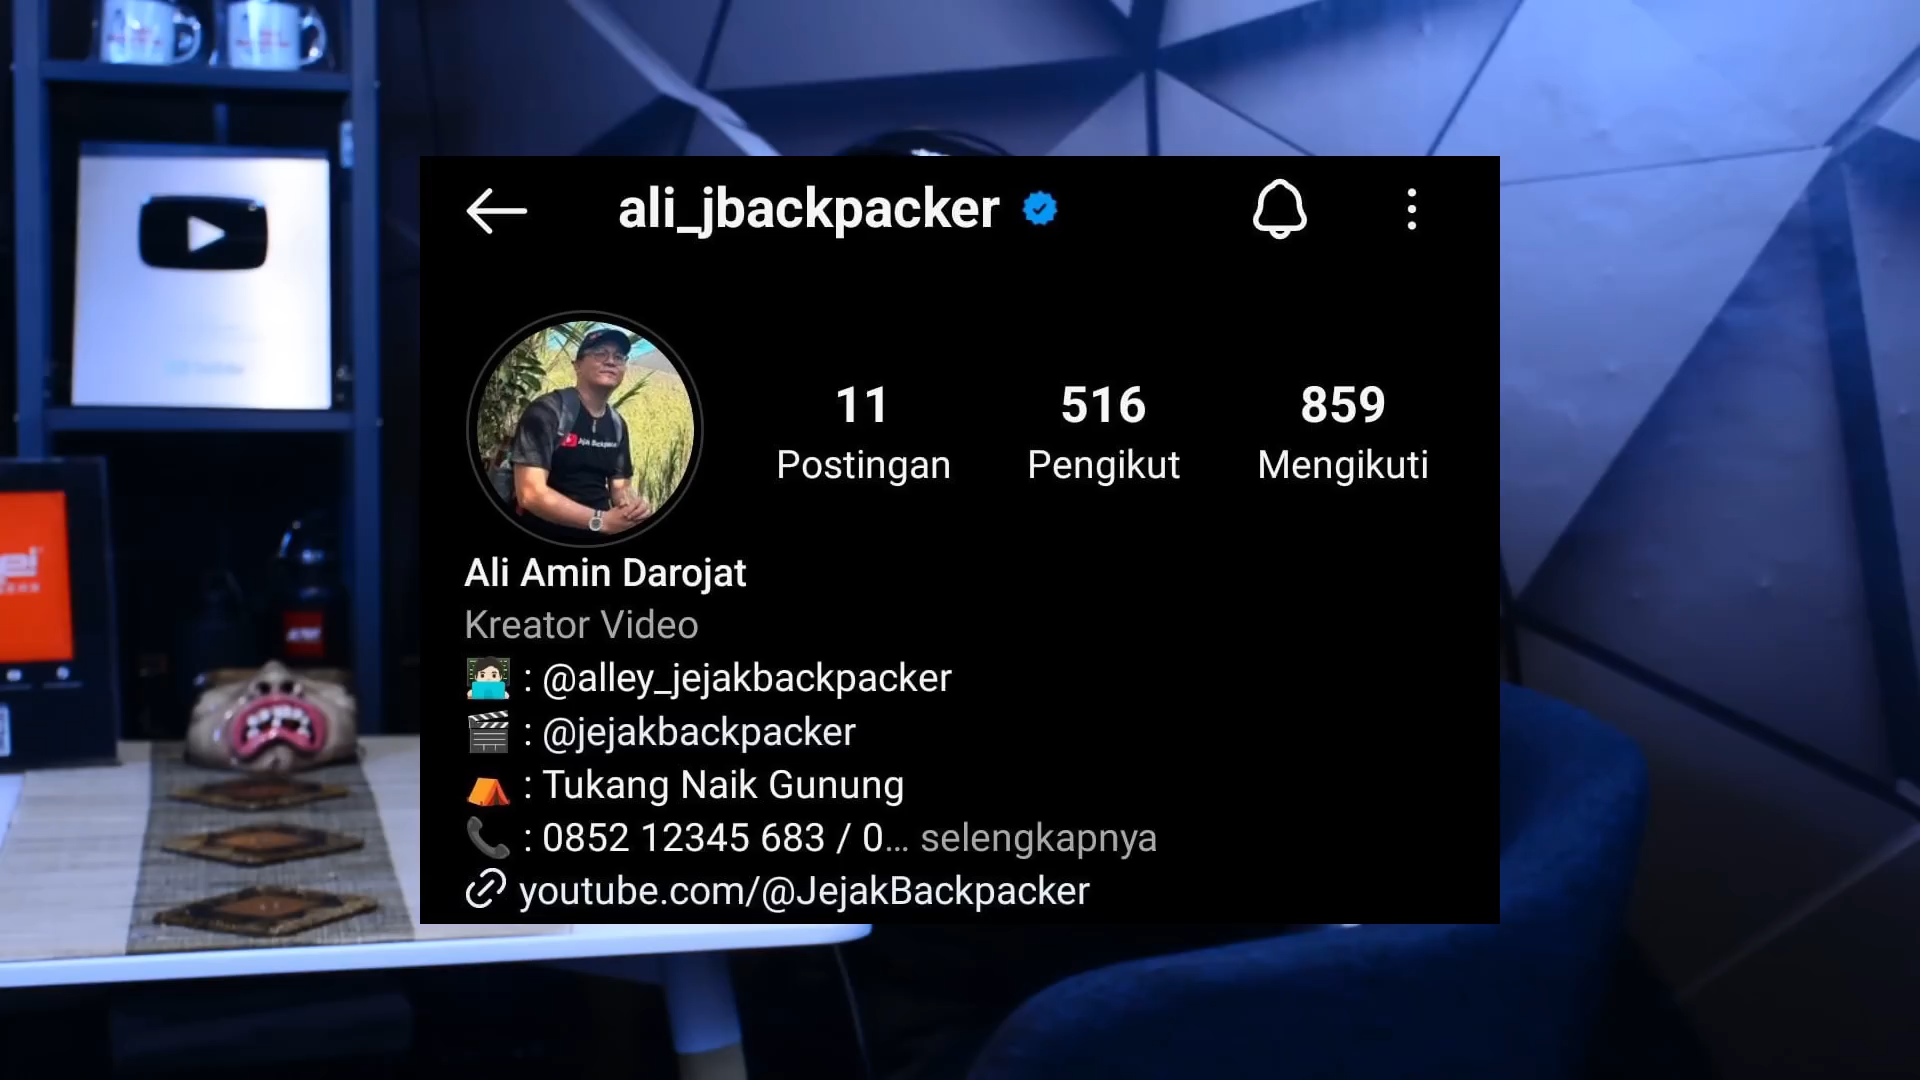 ali_jbackpacker
11
516
859
Postingan
Pengikut
Mengikuti
Ali Amin Darojat
Kreator Video
: @alley_jejakbackpacker
: @jejakbackpacker
: Tukang Naik Gunung
: 0852 12345 683 / 0... selengkapnya
youtube.com/@JejakBackpacker